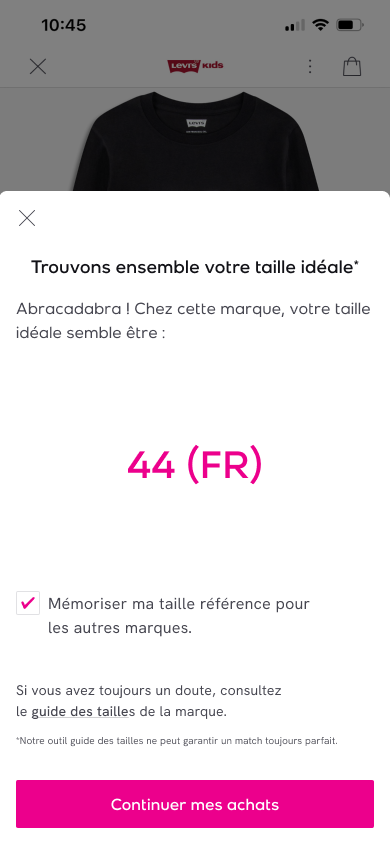 10:45
Levi's KIDS
Levi's
Trouvons ensemble votre taille idéale*
Abracadabra ! Chez cette marque, votre taille
idéale semble être :
44 (FR)
Mémoriser ma taille référence pour
les autres marques.
Si vous avez toujours un doute, consultez
le guide des tailles de la marque.
*Notre outil guide des tailles ne peut garantir un match toujours parfait.
Continuer mes achats